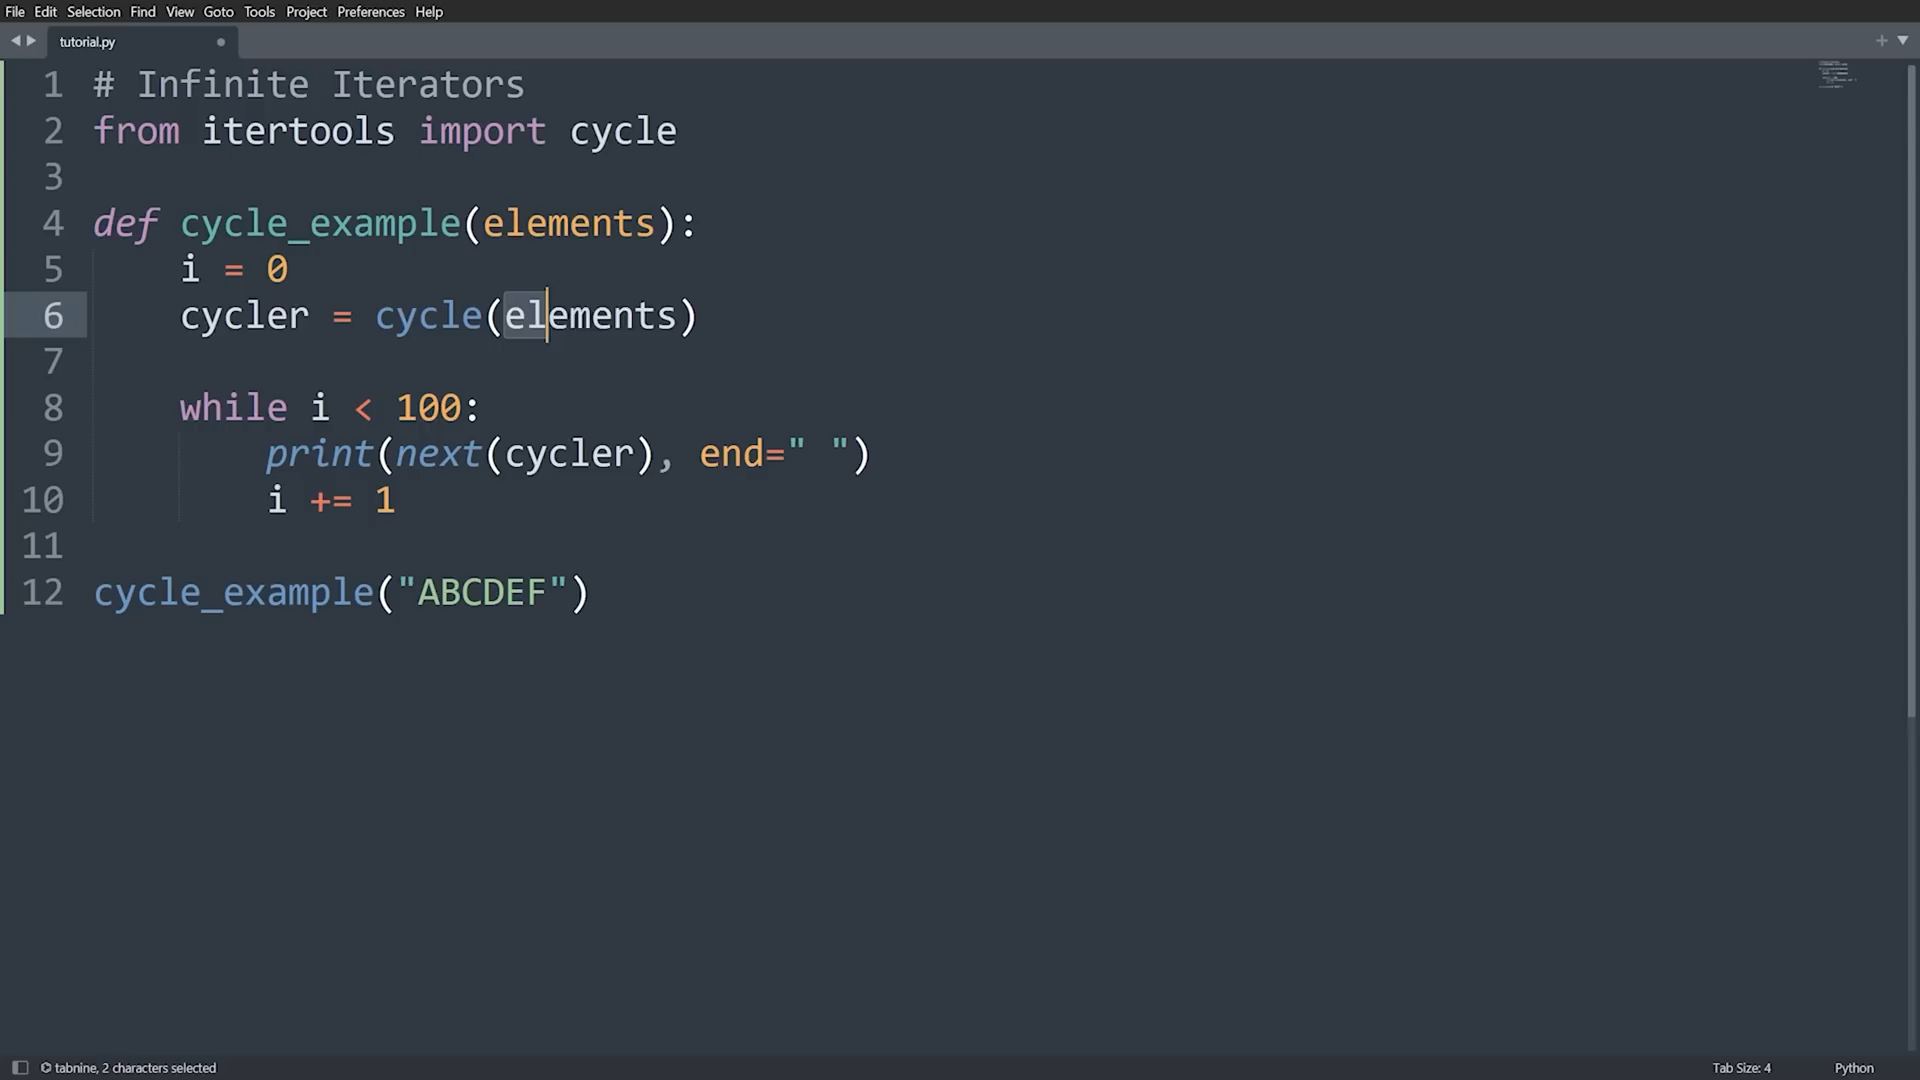 File Edit Selection Find View Goto Tools Project Preferences Help
tutorial.py
1 # Infinite Iterators
2 from itertools import cycle
3
4 def cycle_example(elements):
5     i = 0
6     cycler = cycle(elements)
7
8     while i < 100:
9         print(next(cycler), end=" ")
10         i += 1
11
12 cycle_example("ABCDEF")
tabnine, 2 characters selected Tab Size: 4 Python